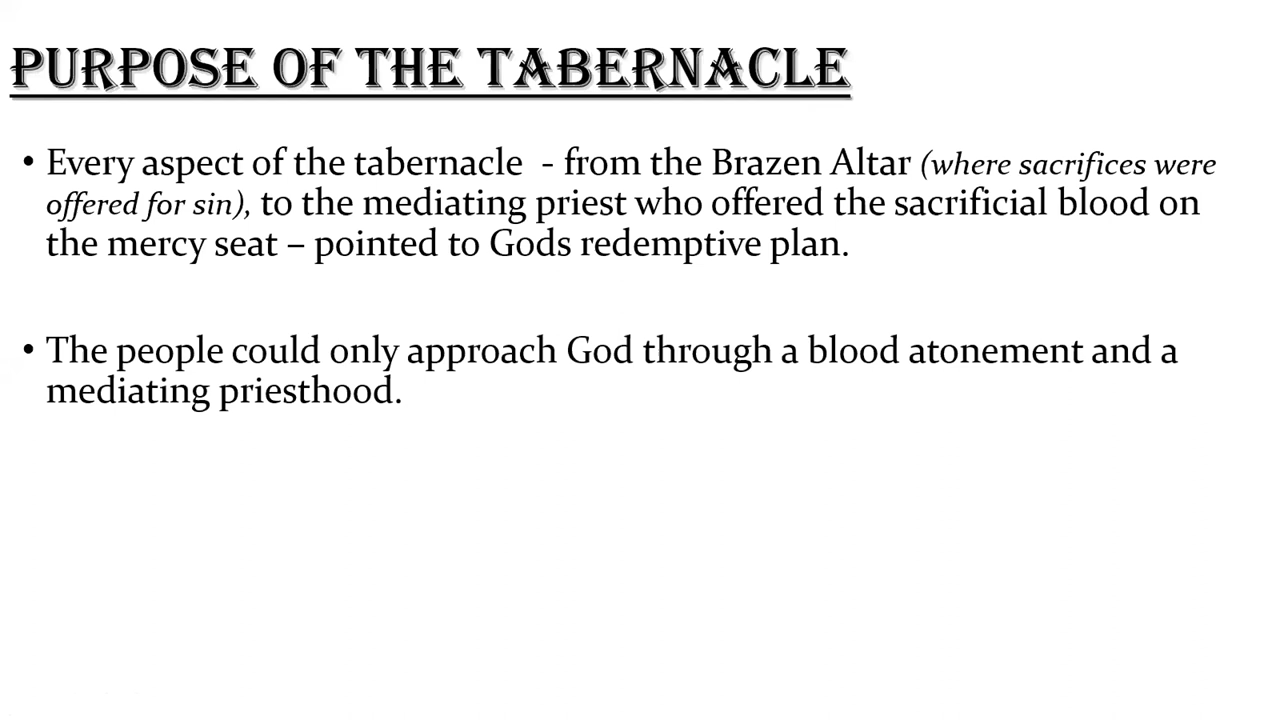 PURPOSE OF THE TABERNACLE
• Every aspect of the tabernacle - from the Brazen Altar (where sacrifices were
offered for sin), to the mediating priest who offered the sacrificial blood on
the mercy seat – pointed to Gods redemptive plan.
• The people could only approach God through a blood atonement and a
mediating priesthood.